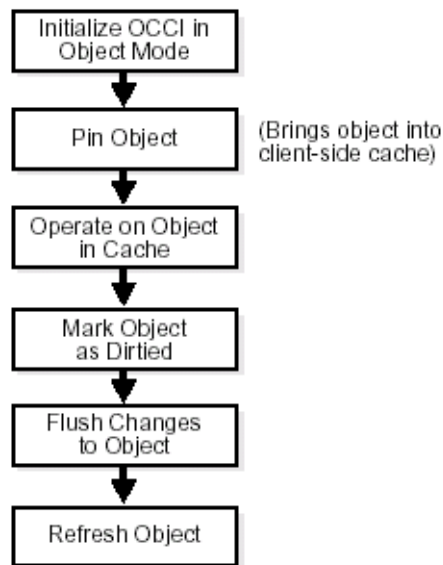 Initialize OCCI in
Object Mode
Pin Object
(Brings object into
client-side cache)
Operate on Object
in Cache
Mark Object
as Dirtied
Flush Changes
to Object
Refresh Object